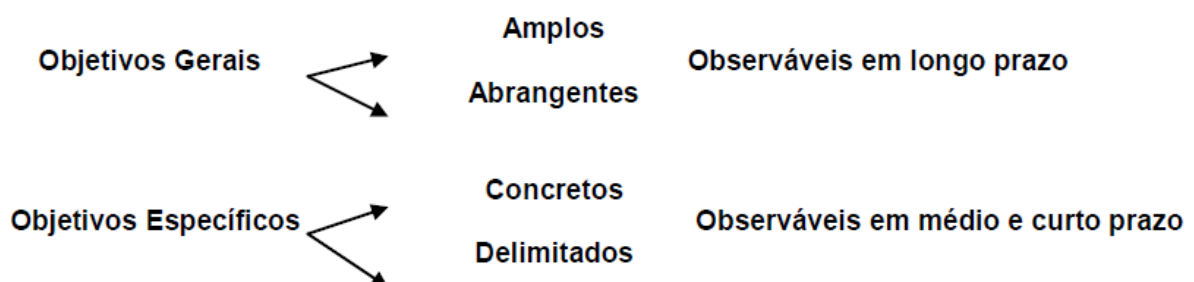 Amplos
Objetivos Gerais
Observáveis em longo prazo
Abrangentes
Concretos
Objetivos Específicos
Observáveis em médio e curto prazo
Delimitados